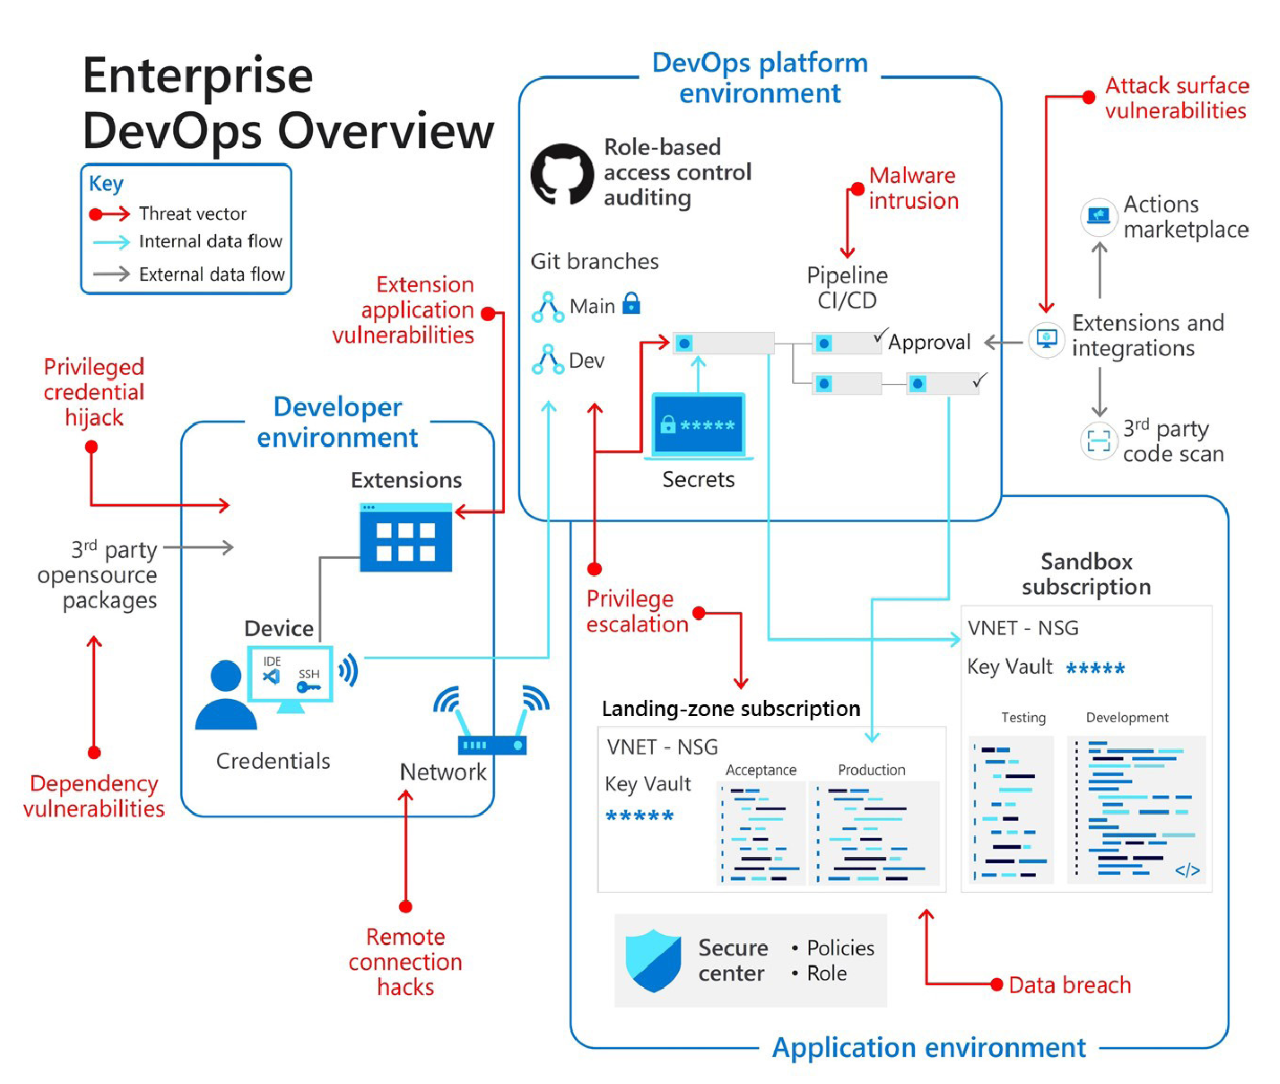 Enterprise
DevOps Overview
Key
Threat vector
Internal data flow
External data flow
DevOps platform
environment
Role-based
access control
auditing
Malware
intrusion
Attack surface
vulnerabilities
Actions
marketplace
Git branches
Main
Dev
Pipeline
CI/CD
Approval
Extensions and
integrations
3rd party
code scan
*****
Secrets
Extension
application
vulnerabilities
Privileged
credential
hijack
Developer
environment
Extensions
3rd party
opensource
packages
Device
IDE
SSH
Credentials
Network
Dependency
vulnerabilities
Remote
connection
hacks
Privilege
escalation
Sandbox
subscription
VNET - NSG
Key Vault *****
Testing
Development
</>
Landing-zone subscription
VNET - NSG
Key Vault
*****
Acceptance
Production
Secure
center
• Policies
• Role
Data breach
Application environment